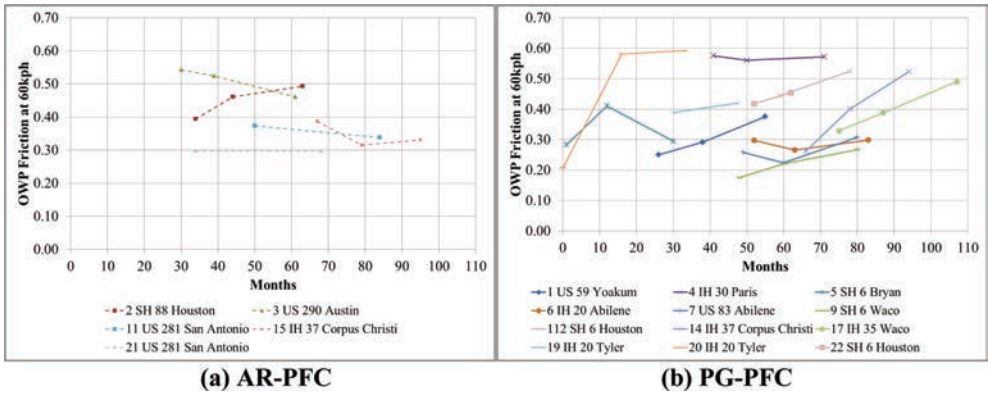 0.70
0.60
0.50
0.40
0.30
0.20
0.10
0.00
OWP Friction at 60kph
0 10 20 30 40 50 60 70 80 90 100 110
Months
2 SH 88 Houston 3 US 290 Austin
11 US 281 San Antonio 15 IH 37 Corpus Christi
21 US 281 San Antonio
(a) AR-PFC
0.70
0.60
0.50
0.40
0.30
0.20
0.10
0.00
OWP Friction at 60kph
0 10 20 30 40 50 60 70 80 90 100 110
Months
1 US 59 Yoakum 4 IH 30 Paris 5 SH 6 Bryan
6 IH 20 Abilene 7 US 83 Abilene 9 SH 6 Waco
112 SH 6 Houston 14 IH 37 Corpus Christi 17 IH 35 Waco
19 IH 20 Tyler 20 IH 20 Tyler 22 SH 6 Houston
(b) PG-PFC